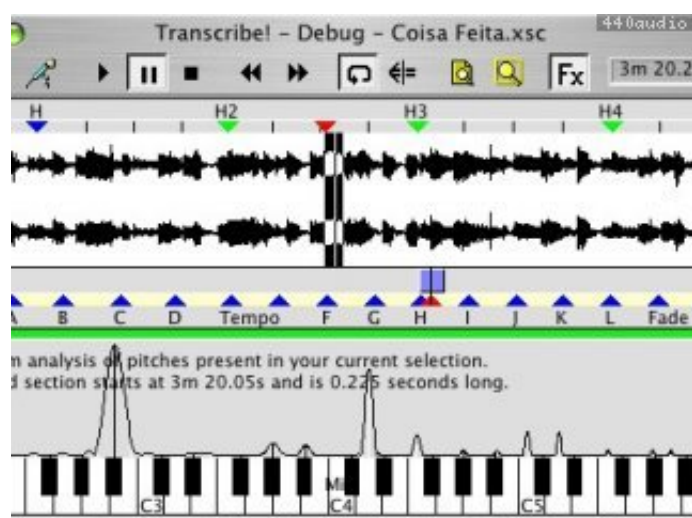 440audio
Transcribe! – Debug – Coisa Feita.xsc
Fx 3m 20.2
H H2 H3 H4
A B C D Tempo F G H I J K L Fade
m analysis of pitches present in your current selection.
d section starts at 3m 20.05s and is 0.225 seconds long.
Mi
C3 C4 C5